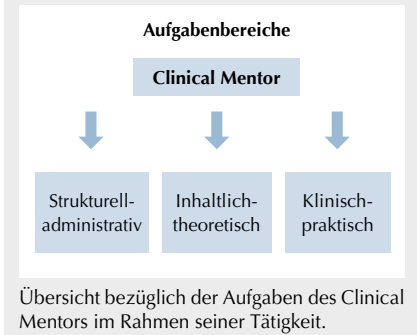 Aufgabenbereiche
Clinical Mentor
Strukturell-
administrativ
Inhaltlich-
theoretisch
Klinisch-
praktisch
Übersicht bezüglich der Aufgaben des Clinical
Mentors im Rahmen seiner Tätigkeit.